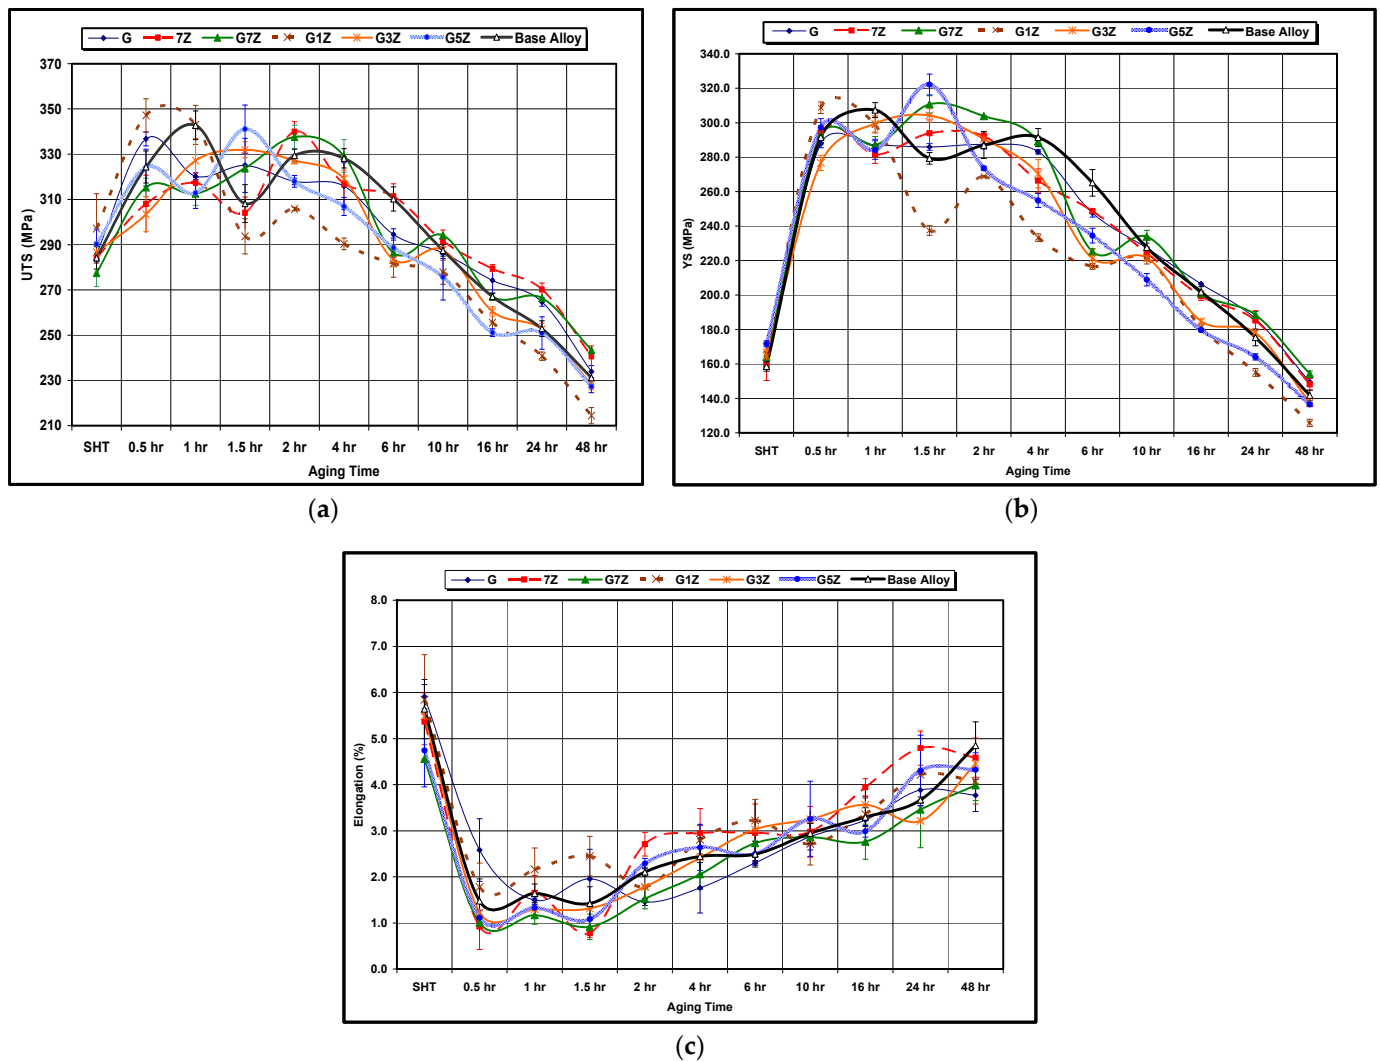 G 7Z G7Z G1Z G3Z G5Z Base Alloy
370
350
330
310
290
270
250
230
210
UTS (MPa)
SHT 0.5 hr 1 hr 1.5 hr 2 hr 4 hr 6 hr 10 hr 16 hr 24 hr 48 hr
Aging Time
(a)
G 7Z G7Z G1Z G3Z G5Z Base Alloy
340.0
320.0
300.0
280.0
260.0
240.0
220.0
200.0
180.0
160.0
140.0
120.0
YS (MPa)
SHT 0.5 hr 1 hr 1.5 hr 2 hr 4 hr 6 hr 10 hr 16 hr 24 hr 48 hr
Aging Time
(b)
G 7Z G7Z G1Z G3Z G5Z Base Alloy
8.0
7.0
6.0
5.0
4.0
3.0
2.0
1.0
0.0
Elongation (%)
SHT 0.5 hr 1 hr 1.5 hr 2 hr 4 hr 6 hr 10 hr 16 hr 24 hr 48 hr
Aging Time
(c)